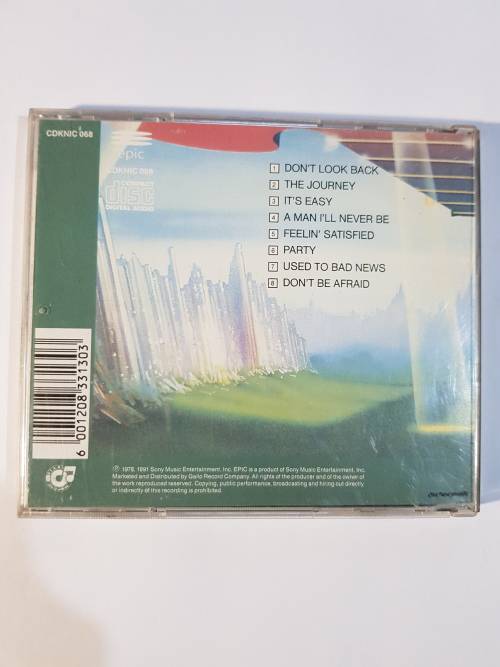 CDKNIC 068
epic
CDKNIC 068
COMPACT
disc
DIGITAL AUDIO
1 DON'T LOOK BACK
2 THE JOURNEY
3 IT'S EASY
4 A MAN I'LL NEVER BE
5 FEELIN' SATISFIED
6 PARTY
7 USED TO BAD NEWS
8 DON'T BE AFRAID
6 001208 331303
℗ 1978, 1991 Sony Music Entertainment, Inc. EPIC is a product of Sony Music Entertainment, Inc.
Marketed and Distributed by Gallo Record Company. All rights of the producer and of the owner of
the work reproduced reserved. Copying, public performance, broadcasting and hiring out directly
or indirectly of this recording is prohibited.